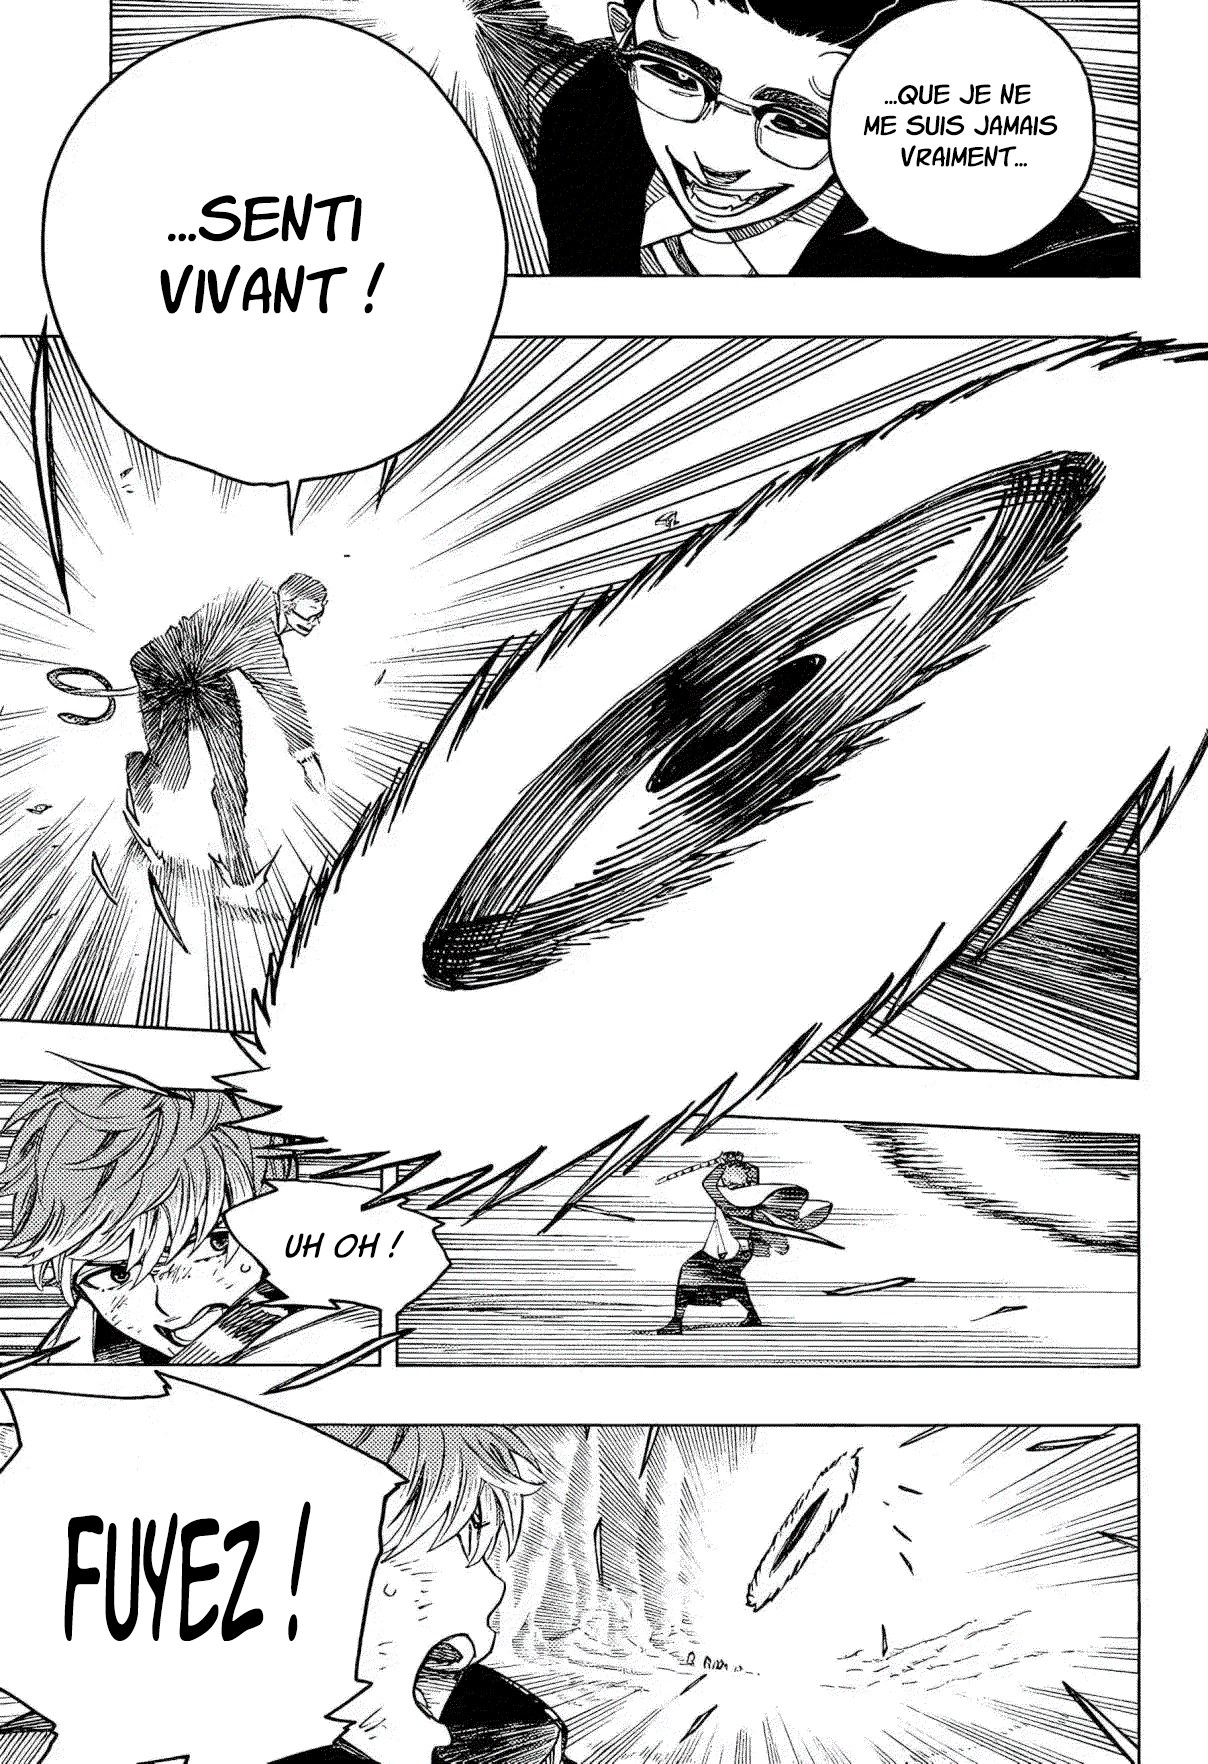 ...QUE JE NE
ME SUIS JAMAIS
VRAIMENT...
...SENTI
VIVANT !
UH OH !
FUYEZ !